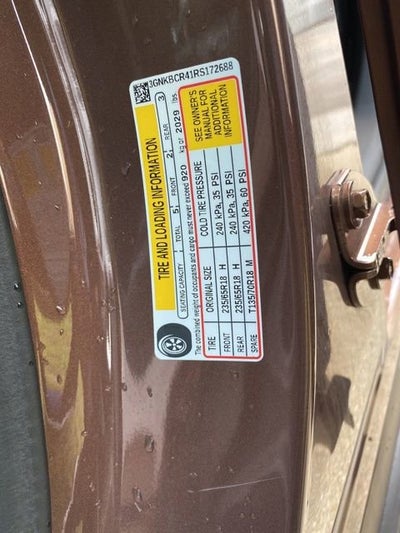 3GNKBCR41RS172688
TIRE AND LOADING INFORMATION
SEATING CAPACITY TOTAL 5 FRONT 2 REAR 3
The combined weight of occupants and cargo must never exceed 920 kg or 2029 lbs.
TIRE ORIGINAL SIZE COLD TIRE PRESSURE
FRONT 235/65R18 H 240 kPa, 35 PSI
REAR 235/65R18 H 240 kPa, 35 PSI
SPARE T135/70R18 M 420 kPa, 60 PSI
SEE OWNER'S
MANUAL FOR
ADDITIONAL
INFORMATION